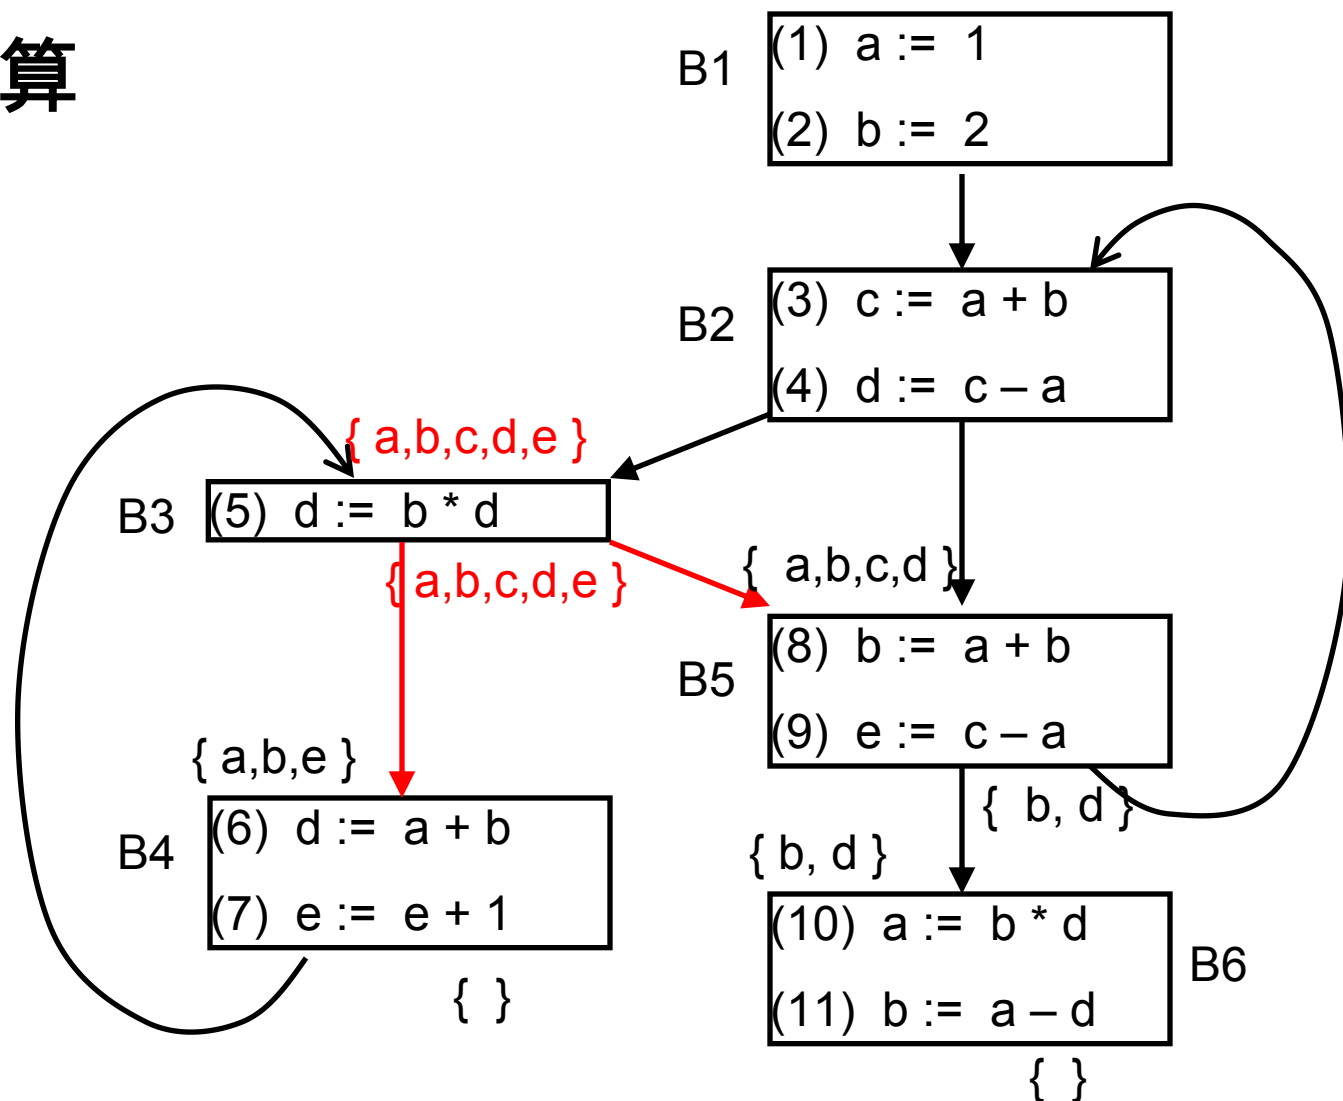 算
B1
(1) a := 1
(2) b := 2
B2
(3) c := a + b
(4) d := c – a
{ a,b,c,d,e }
B3
(5) d := b * d
{ a,b,c,d,e }
{ a,b,c,d }
B5
(8) b := a + b
(9) e := c – a
{ a,b,e }
{ b, d }
B4
(6) d := a + b
(7) e := e + 1
{ }
{ b, d }
(10) a := b * d
(11) b := a – d
B6
{ }